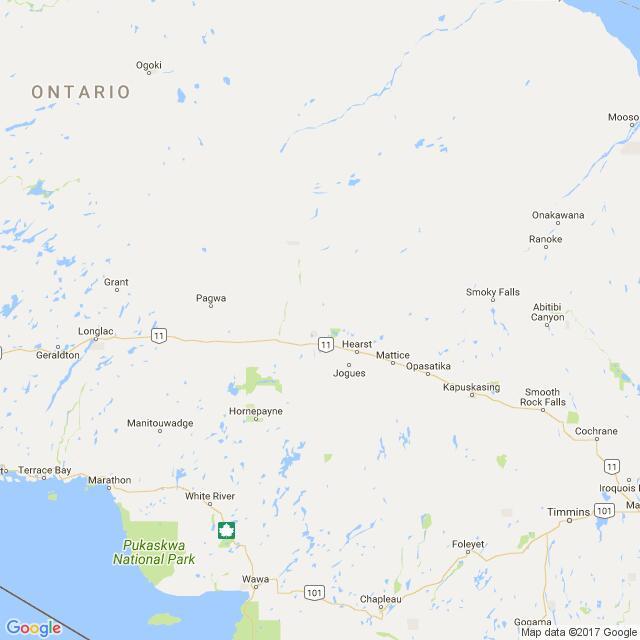 Ogoki
ONTARIO
Mooso
Onakawana
Ranoke
Grant
Pagwa
Smoky Falls
Abitibi
Canyon
Longlac
11
Geraldton
11
Hearst
Mattice
Opasatika
Jogues
Kapuskasing
Smooth
Rock Falls
Hornepayne
Manitouwadge
Cochrane
11
Terrace Bay
Marathon
Iroquois
White River
Timmins
101
Ma
Pukaskwa
National Park
Foleyet
Wawa
101
Chapleau
Gogama
Google
Map data ©2017 Google